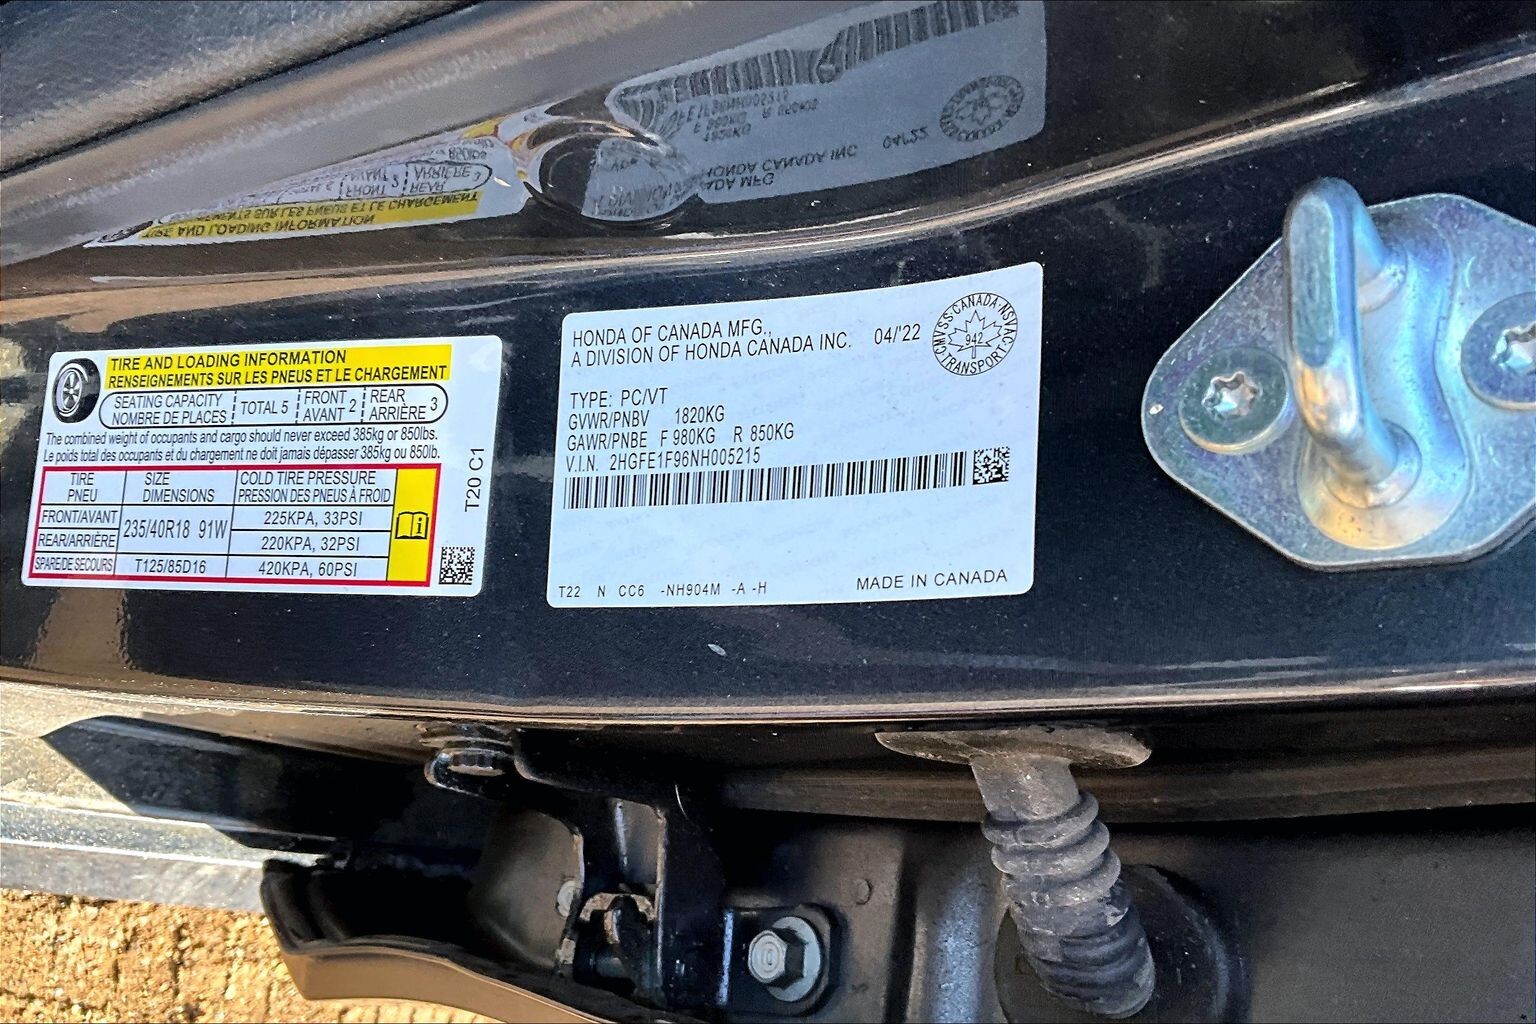 TIRE AND LOADING INFORMATION
RENSEIGNEMENTS SUR LES PNEUS ET LE CHARGEMENT
SEATING CAPACITY
NOMBRE DE PLACES
TOTAL 5
FRONT
AVANT 2
REAR
ARRIÈRE 3
The combined weight of occupants and cargo should never exceed 385kg or 850lbs.
Le poids total des occupants et du chargement ne doit jamais dépasser 385kg ou 850lb.
TIRE
PNEU
SIZE
DIMENSIONS
COLD TIRE PRESSURE
PRESSION DES PNEUS À FROID
FRONT/AVANT
235/40R18 91W
225KPA, 33PSI
REAR/ARRIÈRE
220KPA, 32PSI
SPARE/DE SECOURS
T125/85D16
420KPA, 60PSI
T20 C1
HONDA OF CANADA MFG.,
A DIVISION OF HONDA CANADA INC. 04/'22
CMVSS·CANADA·NSVAC
942
TRANSPORT
TYPE: PC/VT
GVWR/PNBV 1820KG
GAWR/PNBE F 980KG R 850KG
V.I.N. 2HGFE1F96NH005215
T22 N CC6 -NH904M -A -H MADE IN CANADA